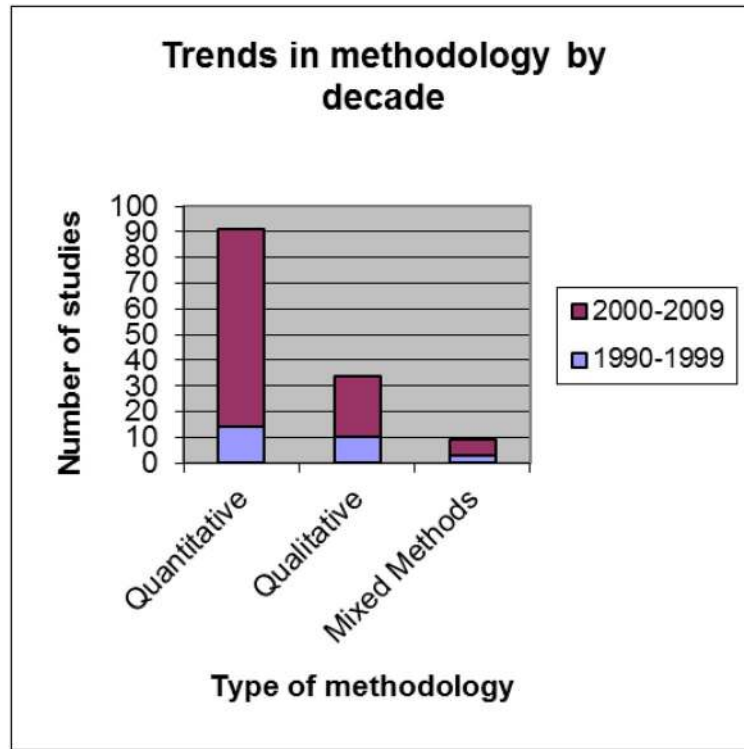 Trends in methodology by
decade
Number of studies
100
90
80
70
60
50
40
30
20
10
0
2000-2009
1990-1999
Quantitative
Qualitative
Mixed Methods
Type of methodology